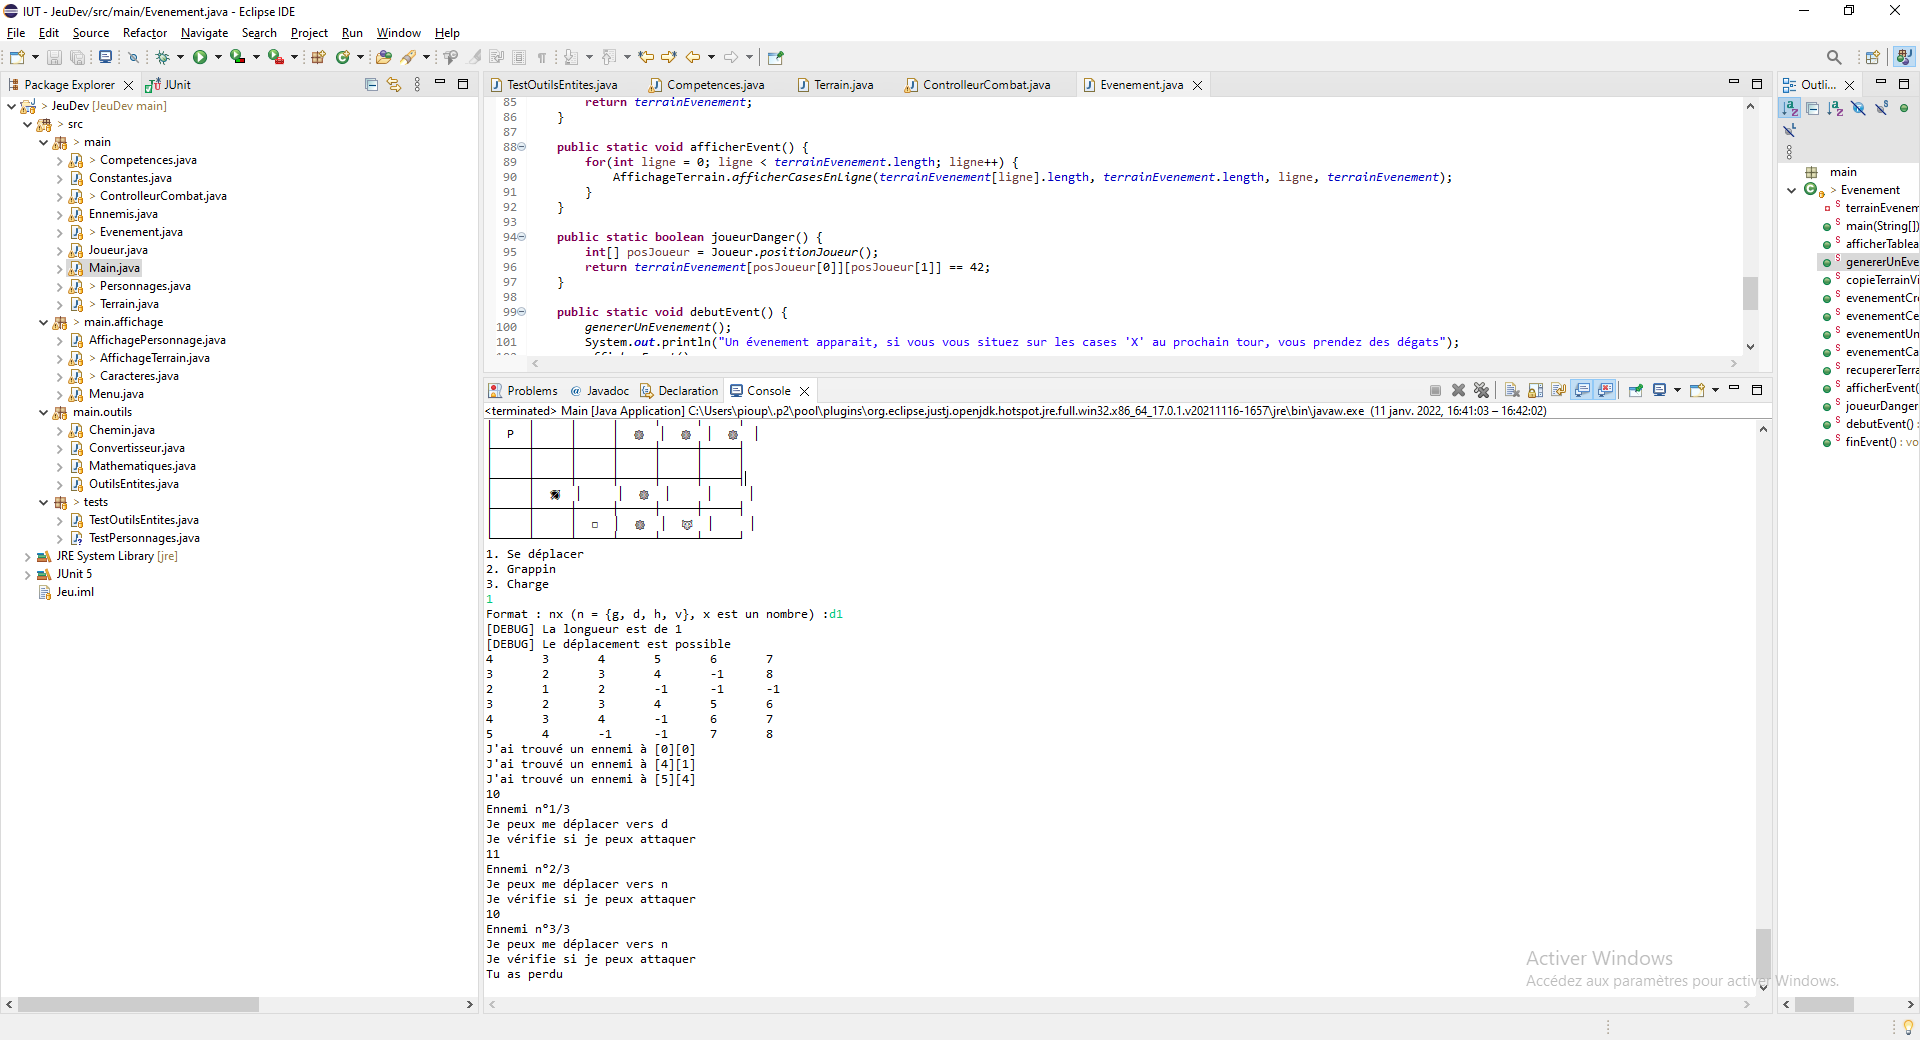 IUT - JeuDev/src/main/Evenement.java - Eclipse IDE
File Edit Source Refactor Navigate Search Project Run Window Help
Package Explorer
JUnit
> JeuDev [JeuDev main]
> src
> main
> Competences.java
Constantes.java
> ControlleurCombat.java
Ennemis.java
> Evenement.java
Joueur.java
Main.java
> Personnages.java
> Terrain.java
> main.affichage
AffichagePersonnage.java
> AffichageTerrain.java
> Caracteres.java
Menu.java
main.outils
Chemin.java
Convertisseur.java
Mathematiques.java
OutilsEntites.java
> tests
TestOutilsEntites.java
TestPersonnages.java
JRE System Library [jre]
JUnit 5
Jeu.iml
TestOutilsEntites.java Competences.java Terrain.java ControlleurCombat.java Evenement.java
85 return terrainEvenement;
86 }
87
88 public static void afficherEvent() {
89 for(int ligne = 0; ligne < terrainEvenement.length; ligne++) {
90 AffichageTerrain.afficherCasesEnLigne(terrainEvenement[ligne].length, terrainEvenement.length, ligne, terrainEvenement);
91 }
92 }
93
94 public static boolean joueurDanger() {
95 int[] posJoueur = Joueur.positionJoueur();
96 return terrainEvenement[posJoueur[0]][posJoueur[1]] == 42;
97 }
98
99 public static void debutEvent() {
100 genererUnEvenement();
101 System.out.println("Un évenement apparait, si vous vous situez sur les cases 'X' au prochain tour, vous prendez des dégats");
Problems Javadoc Declaration Console
<terminated> Main [Java Application] C:\Users\pioup\.p2\pool\plugins\org.eclipse.justj.openjdk.hotspot.jre.full.win32.x86_64_17.0.1.v20211116-1657\jre\bin\javaw.exe (11 janv. 2022, 16:41:03 – 16:42:02)
P
1. Se déplacer
2. Grappin
3. Charge
1
Format : nx (n = {g, d, h, v}, x est un nombre) :d1
[DEBUG] La longueur est de 1
[DEBUG] Le déplacement est possible
4 3 4 5 6 7
3 2 3 4 -1 8
2 1 2 -1 -1 -1
3 2 3 4 5 6
4 3 4 -1 6 7
5 4 -1 -1 7 8
J'ai trouvé un ennemi à [0][0]
J'ai trouvé un ennemi à [4][1]
J'ai trouvé un ennemi à [5][4]
10
Ennemi n°1/3
Je peux me déplacer vers d
Je vérifie si je peux attaquer
11
Ennemi n°2/3
Je peux me déplacer vers n
Je vérifie si je peux attaquer
10
Ennemi n°3/3
Je peux me déplacer vers n
Je vérifie si je peux attaquer
Tu as perdu
Outli...
main
> Evenement
terrainEvenem
main(String[])
afficherTablea
genererUnEve
copieTerrainVi
evenementCr
evenementCe
evenementUn
evenementCa
recupererTerra
afficherEvent(
joueurDanger
debutEvent() :
finEvent() : vo
Activer Windows
Accédez aux paramètres pour activer Windows.